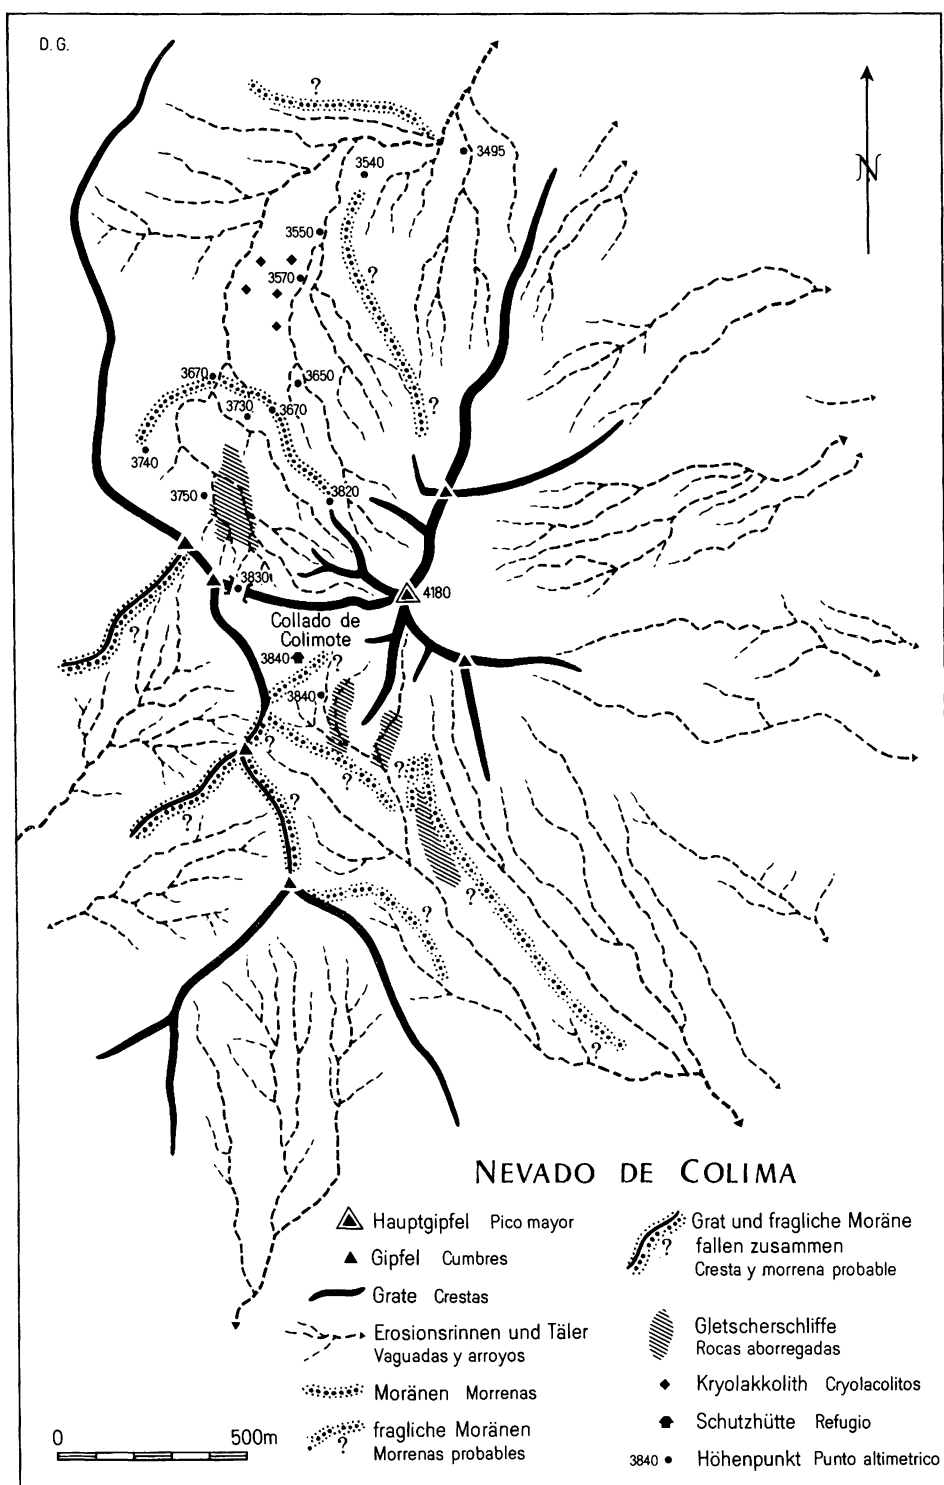 D. G.
?
3495
3540
N
3550
?
3570
3670
3650
3730
3670
?
3740
3820
3750
3830
4180
Collado de
Colimote
?
3840
?
3840
?
?
?
?
?
?
?
?
?
NEVADO DE COLIMA
Hauptgipfel Pico mayor
Gipfel Cumbres
Grate Crestas
Erosionsrinnen und Täler
Vaguadas y arroyos
Moränen Morrenas
fragliche Moränen
? Morrenas probables
Grat und fragliche Moräne
? fallen zusammen
Cresta y morrena probable
Gletscherschliffe
Rocas aborregadas
Kryolakkolith Cryolacolitos
Schutzhütte Refugio
3840 Höhenpunkt Punto altimetrico
0 500m